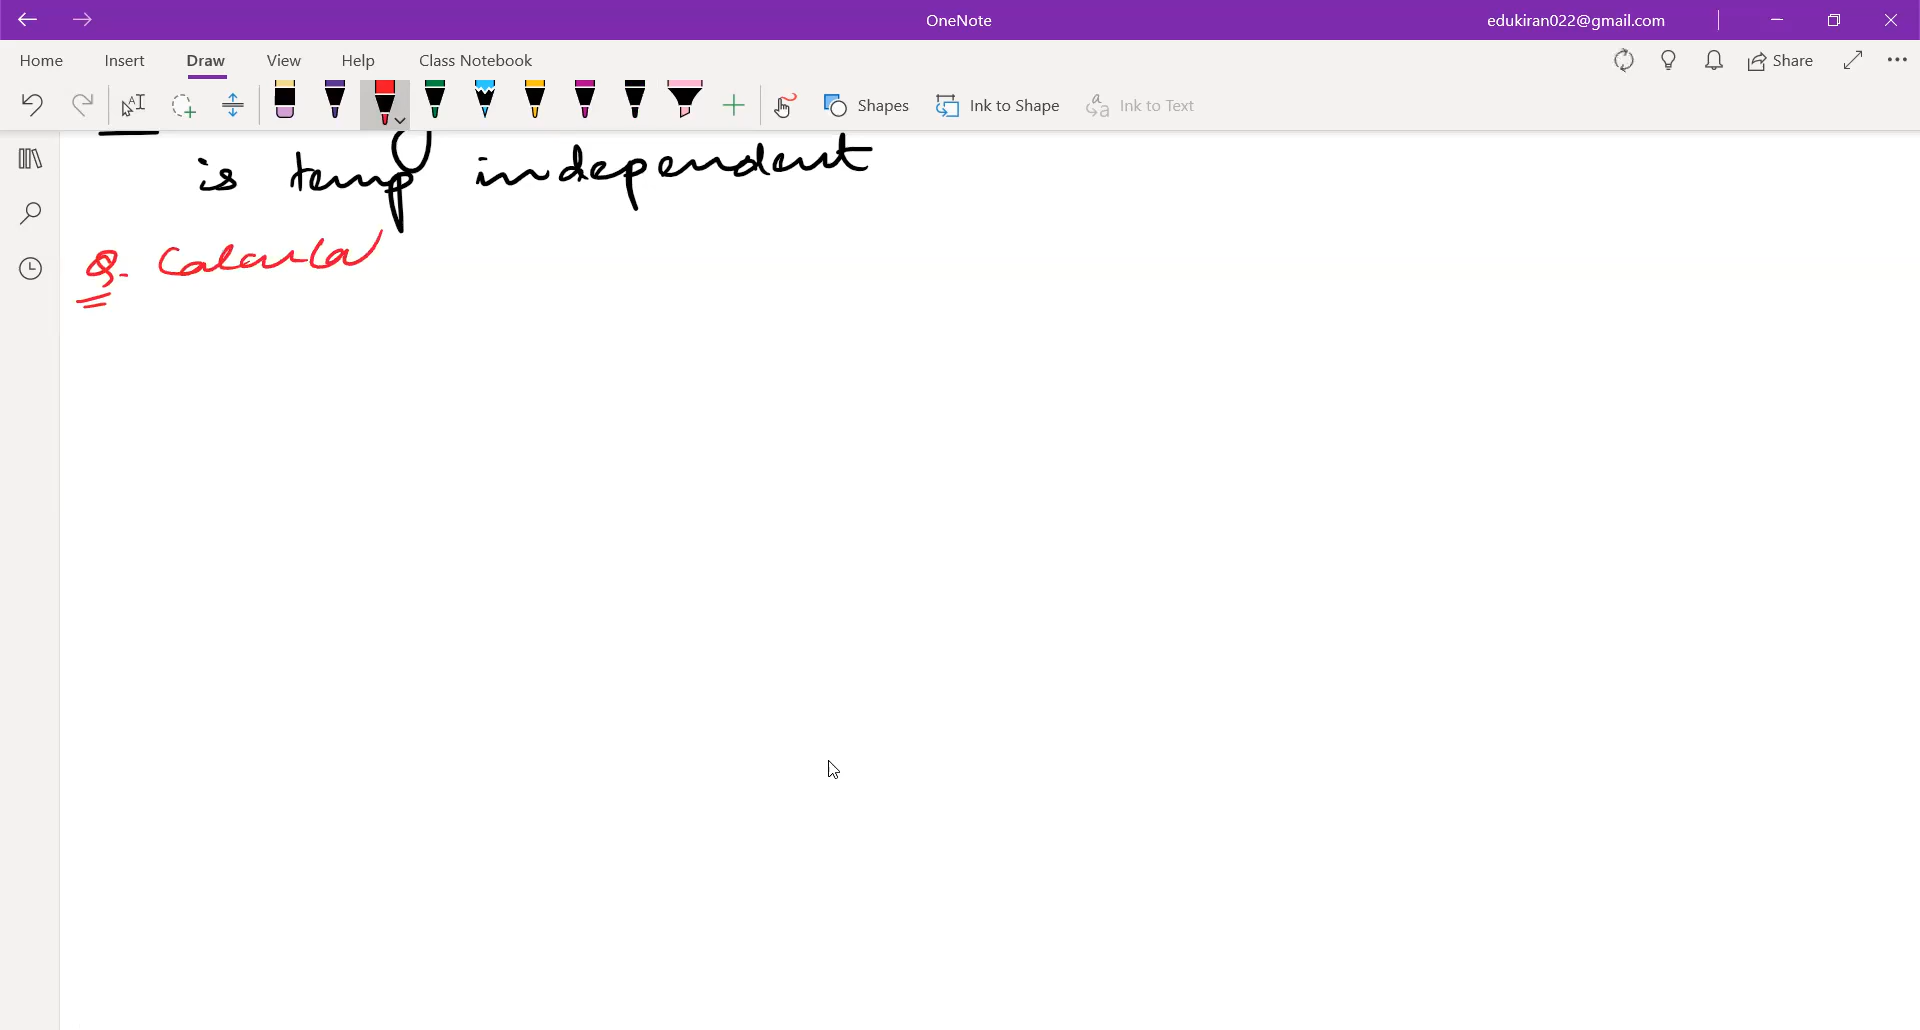 OneNote
edukiran022@gmail.com
Home Insert Draw View Help Class Notebook
Share
Shapes Ink to Shape Ink to Text
is temp independent
Q. Calcula